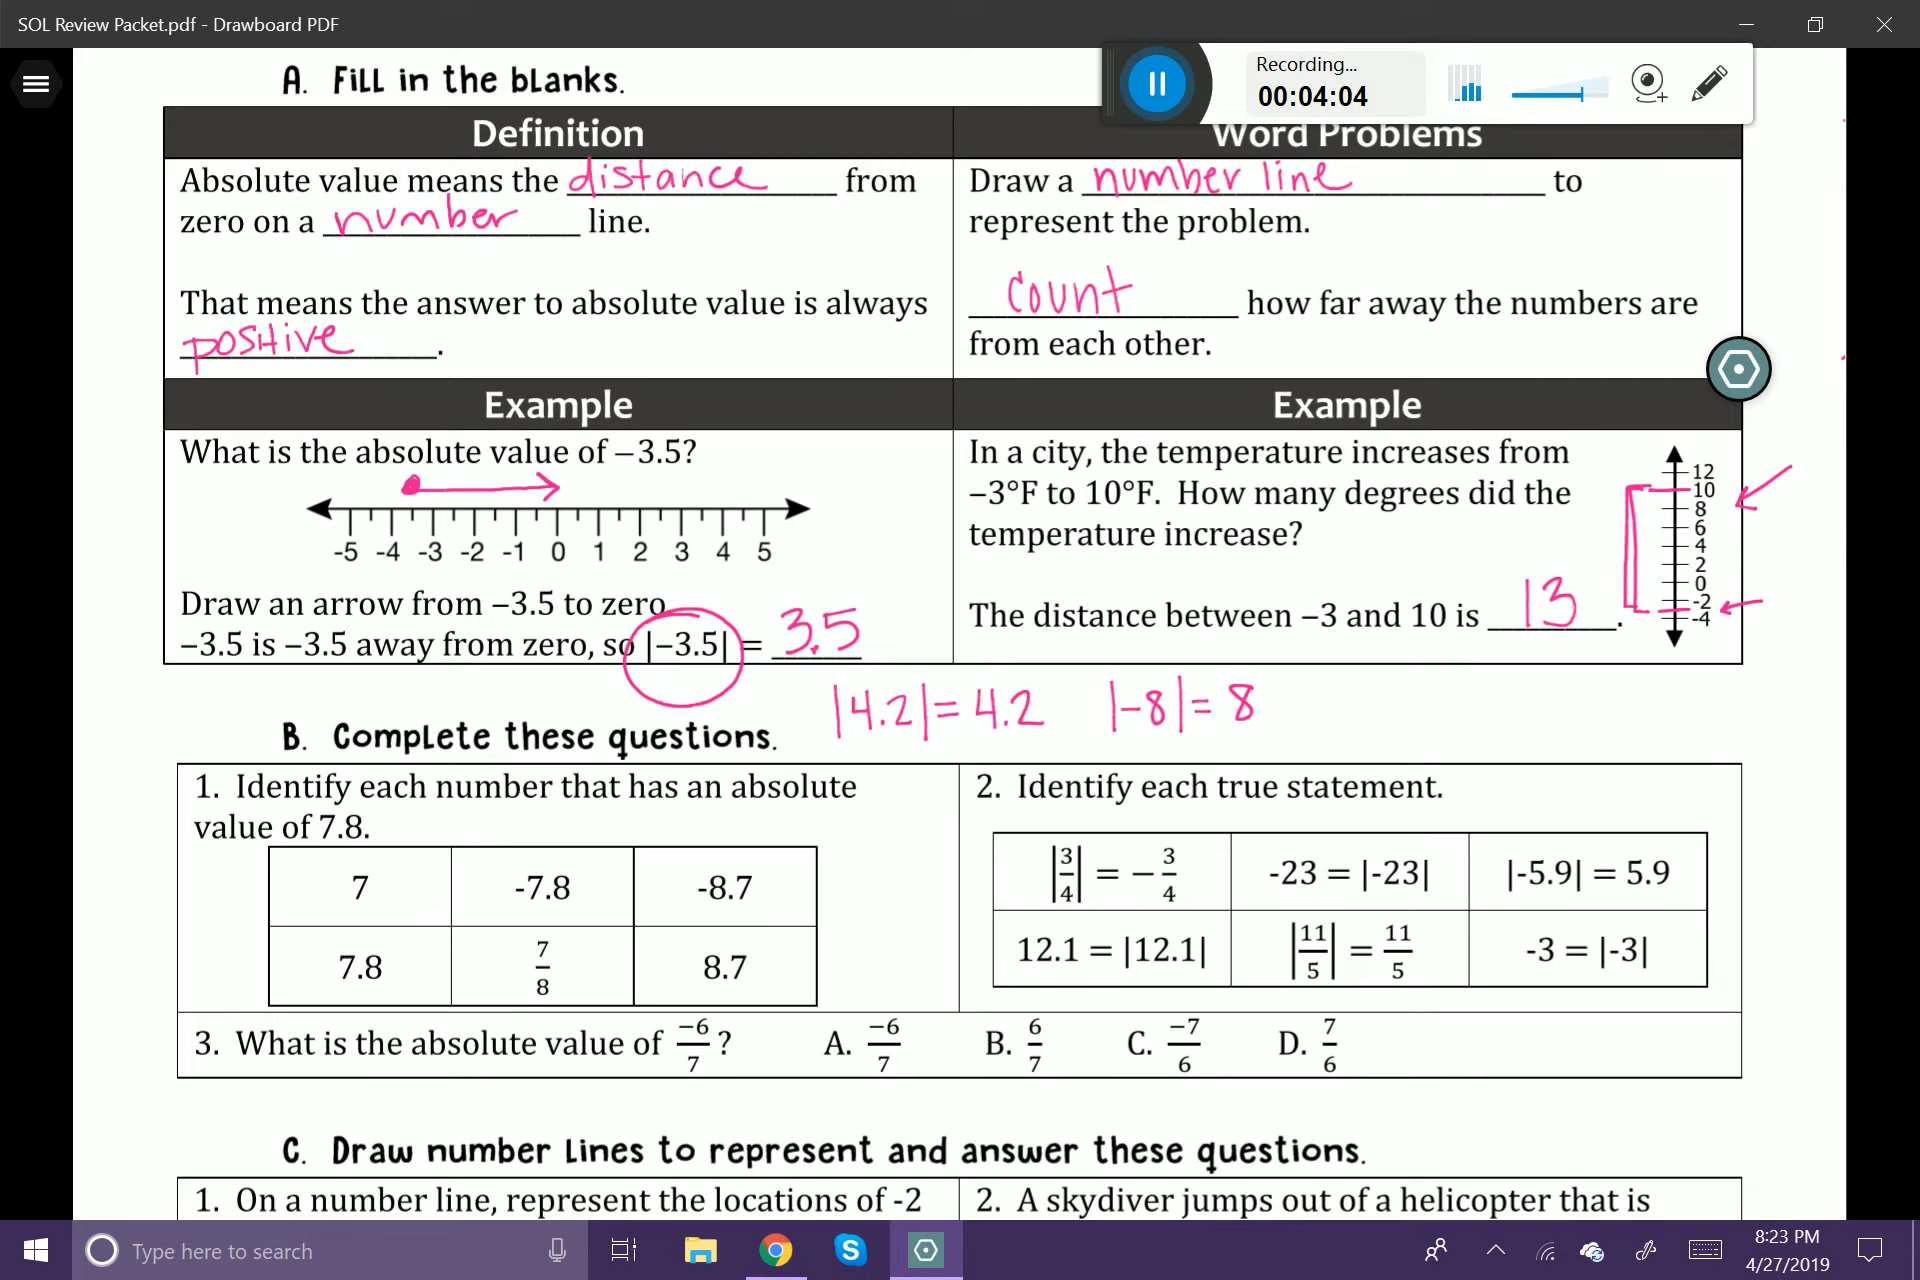 SOL Review Packet.pdf - Drawboard PDF
Recording...
00:04:04
A. Fill in the blanks.
Definition
Word Problems
Absolute value means the distance from
zero on a number line.
That means the answer to absolute value is always
positive.
Draw a number line to
represent the problem.
count how far away the numbers are
from each other.
Example
Example
What is the absolute value of −3.5?
-5 -4 -3 -2 -1 0 1 2 3 4 5
Draw an arrow from −3.5 to zero
−3.5 is −3.5 away from zero, so |−3.5| = 3.5
In a city, the temperature increases from
−3°F to 10°F. How many degrees did the
temperature increase?
The distance between −3 and 10 is 13.
12
10
8
6
4
2
0
-2
-4
|4.2| = 4.2 |-8| = 8
B. Complete these questions.
1. Identify each number that has an absolute
value of 7.8.
7 -7.8 -8.7
7.8 7/8 8.7
2. Identify each true statement.
|3/4| = −3/4 -23 = |-23| |-5.9| = 5.9
12.1 = |12.1| |11/5| = 11/5 -3 = |-3|
3. What is the absolute value of −6/7? A. −6/7 B. 6/7 C. −7/6 D. 7/6
C. Draw number lines to represent and answer these questions.
1. On a number line, represent the locations of -2
2. A skydiver jumps out of a helicopter that is
Type here to search
8:23 PM
4/27/2019